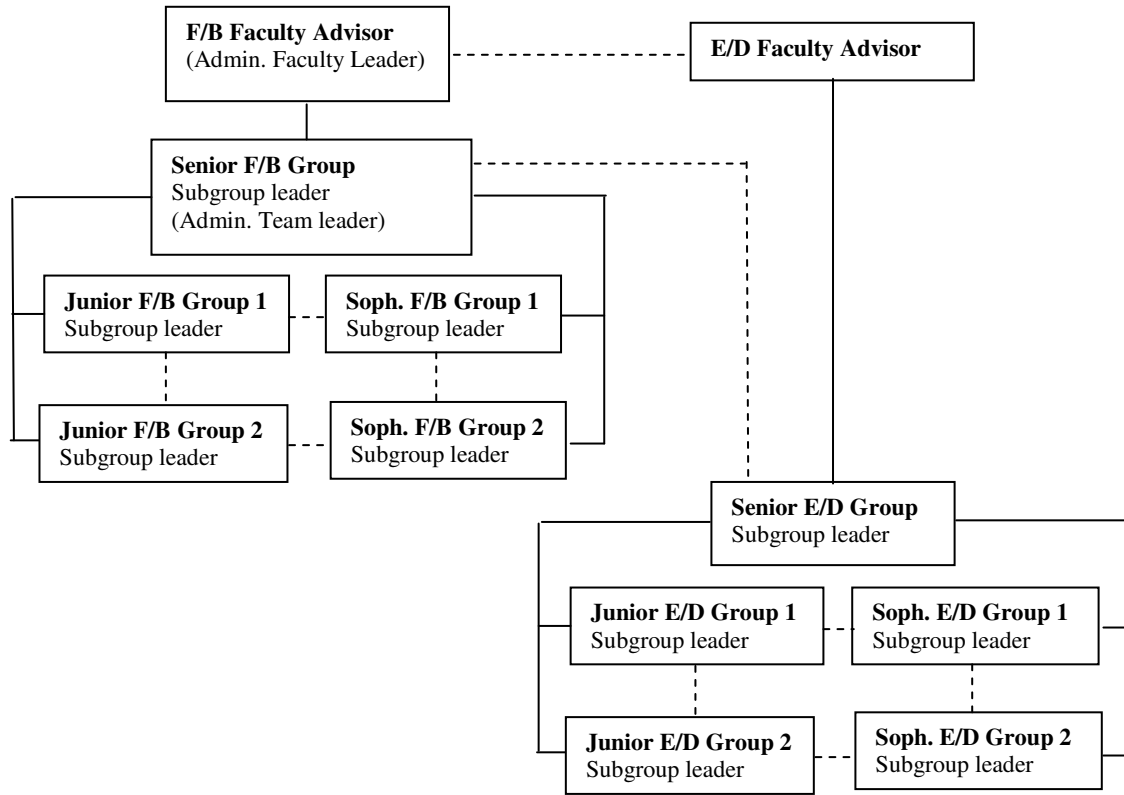 F/B Faculty Advisor
(Admin. Faculty Leader)
E/D Faculty Advisor
Senior F/B Group
Subgroup leader
(Admin. Team leader)
Junior F/B Group 1
Subgroup leader
Soph. F/B Group 1
Subgroup leader
Junior F/B Group 2
Subgroup leader
Soph. F/B Group 2
Subgroup leader
Senior E/D Group
Subgroup leader
Junior E/D Group 1
Subgroup leader
Soph. E/D Group 1
Subgroup leader
Junior E/D Group 2
Subgroup leader
Soph. E/D Group 2
Subgroup leader